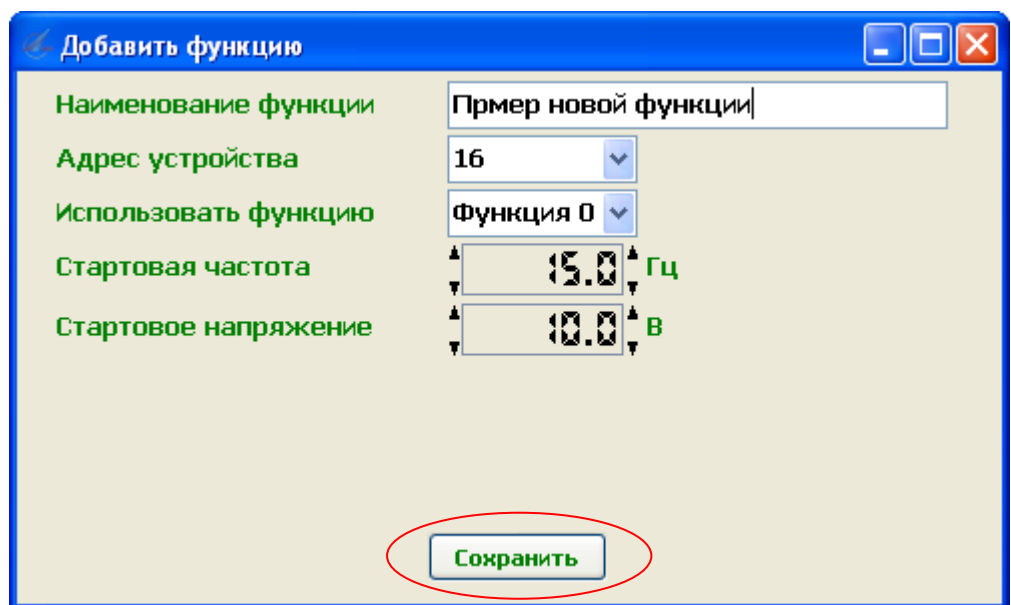 Добавить функцию
Наименование функции Прмер новой функции
Адрес устройства 16
Использовать функцию Функция 0
Стартовая частота 15.0 Гц
Стартовое напряжение 10.0 В
Сохранить